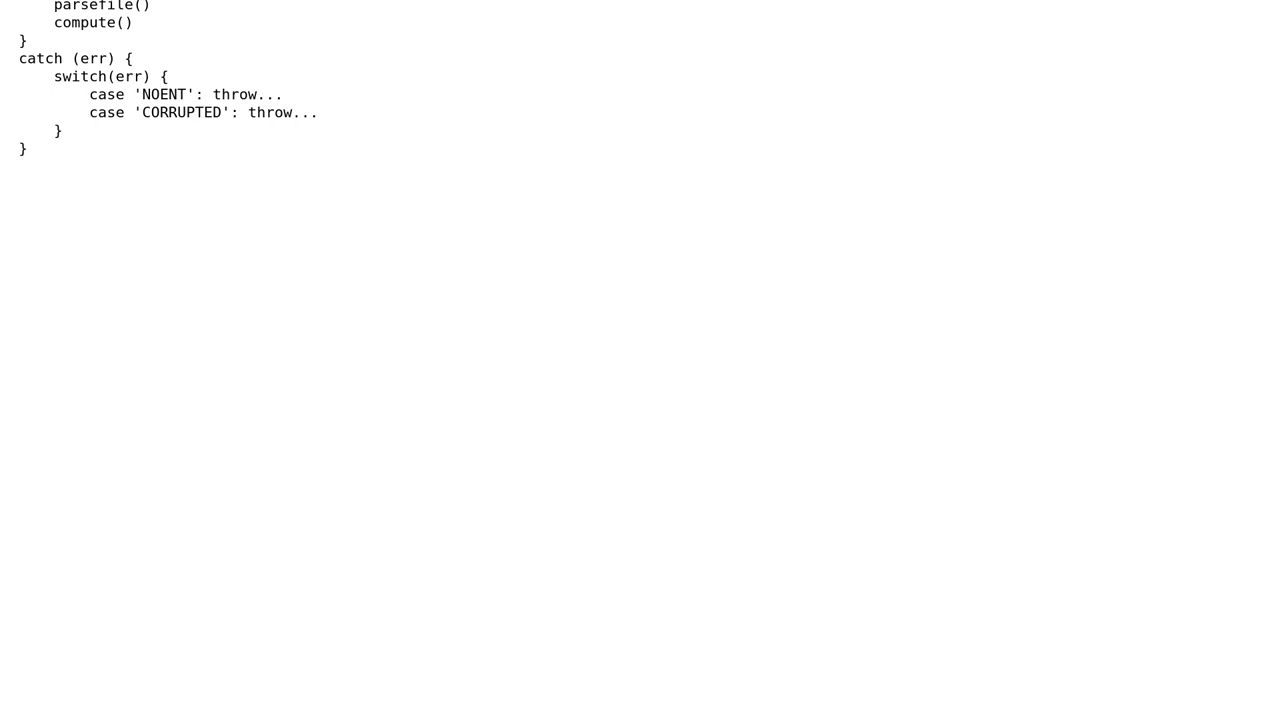 parsefile()
    compute()
}
catch (err) {
    switch(err) {
        case 'NOENT': throw...
        case 'CORRUPTED': throw...
    }
}